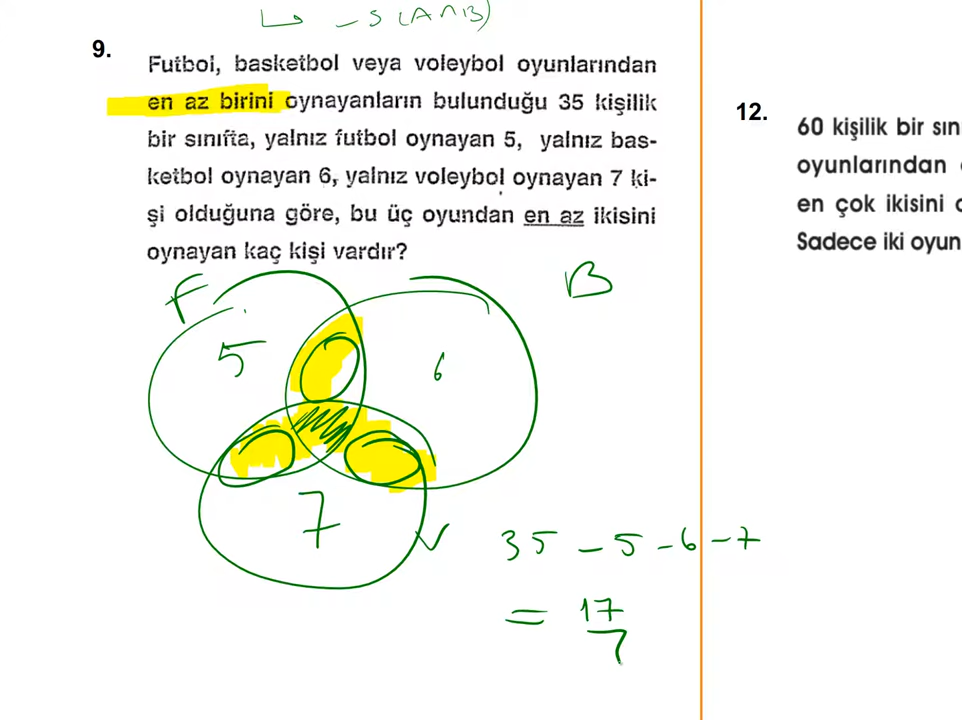 – S(A∩B)
9.
Futbol, basketbol veya voleybol oyunlarından
en az birini oynayanların bulunduğu 35 kişilik
bir sınıfta, yalnız futbol oynayan 5, yalnız bas-
ketbol oynayan 6, yalnız voleybol oynayan 7 ki-
şi olduğuna göre, bu üç oyundan en az ikisini
oynayan kaç kişi vardır?
F
B
5
6
7
V
35 – 5 – 6 – 7
= 17
12.
60 kişilik bir sın
oyunlarından
en çok ikisini
Sadece iki oyun